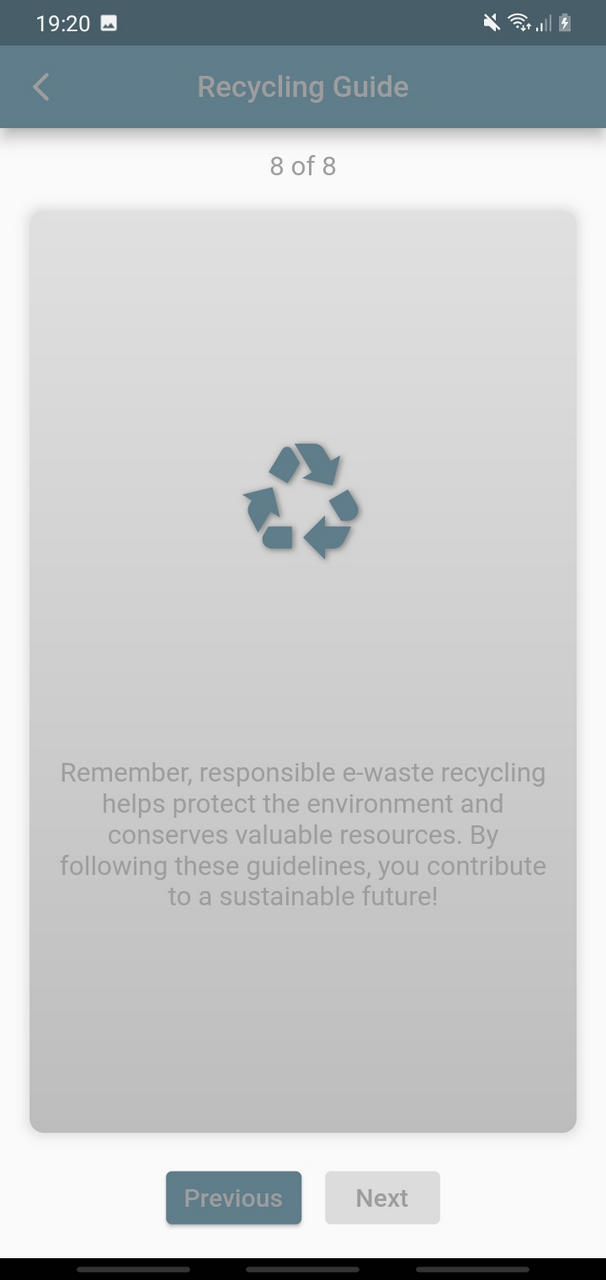 19:20
Recycling Guide
8 of 8
Remember, responsible e-waste recycling
helps protect the environment and
conserves valuable resources. By
following these guidelines, you contribute
to a sustainable future!
Previous
Next